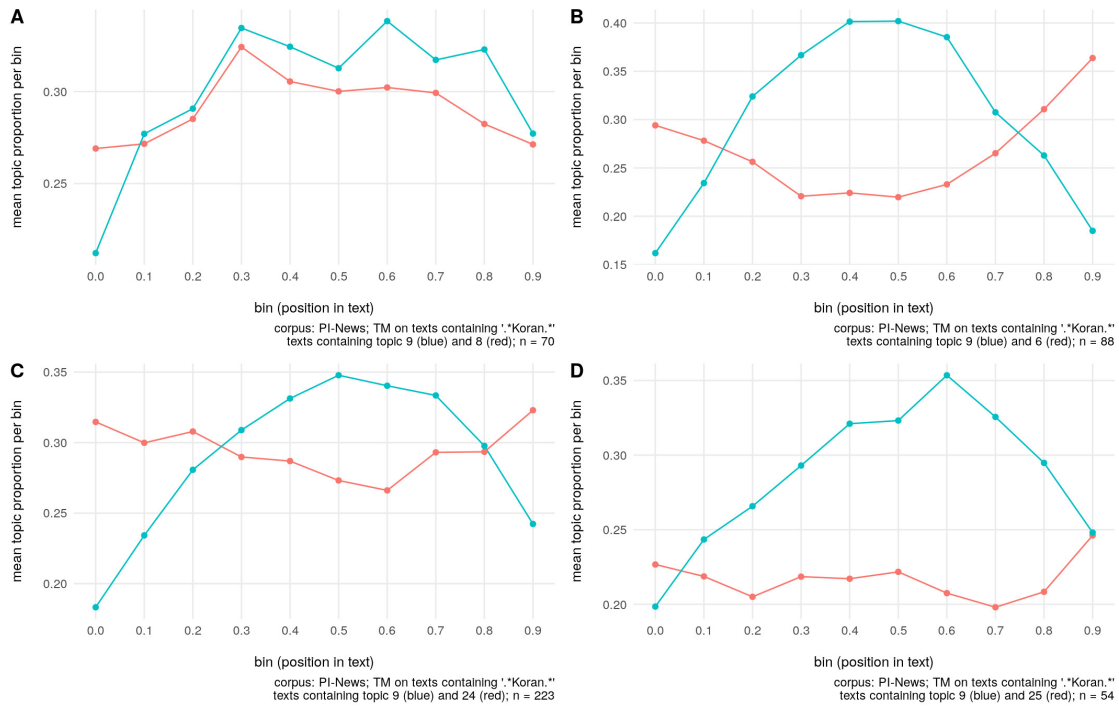 A
mean topic proportion per bin
0.30
0.25
0.0 0.1 0.2 0.3 0.4 0.5 0.6 0.7 0.8 0.9
bin (position in text)
corpus: PI-News; TM on texts containing '.*Koran.*'
texts containing topic 9 (blue) and 8 (red); n = 70
B
mean topic proportion per bin
0.40
0.35
0.30
0.25
0.20
0.15
0.0 0.1 0.2 0.3 0.4 0.5 0.6 0.7 0.8 0.9
bin (position in text)
corpus: PI-News; TM on texts containing '.*Koran.*'
texts containing topic 9 (blue) and 6 (red); n = 88
C
mean topic proportion per bin
0.35
0.30
0.25
0.20
0.0 0.1 0.2 0.3 0.4 0.5 0.6 0.7 0.8 0.9
bin (position in text)
corpus: PI-News; TM on texts containing '.*Koran.*'
texts containing topic 9 (blue) and 24 (red); n = 223
D
mean topic proportion per bin
0.35
0.30
0.25
0.20
0.0 0.1 0.2 0.3 0.4 0.5 0.6 0.7 0.8 0.9
bin (position in text)
corpus: PI-News; TM on texts containing '.*Koran.*'
texts containing topic 9 (blue) and 25 (red); n = 54